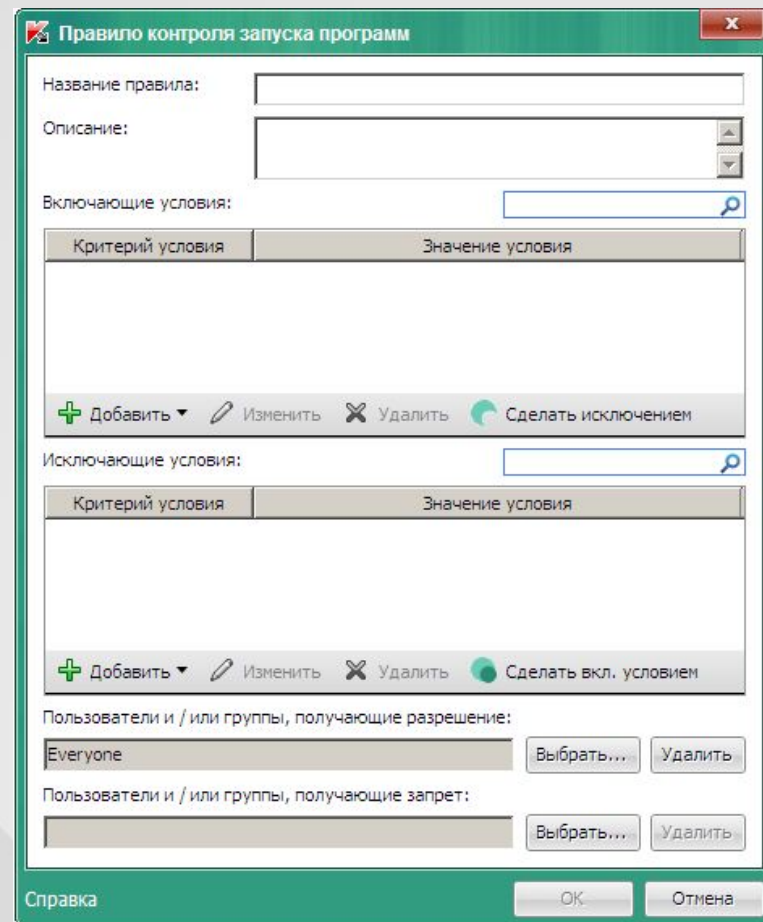 Правило контроля запуска программ
Название правила:
Описание:
Включающие условия:
Критерий условия Значение условия
Добавить Изменить Удалить Сделать исключением
Исключающие условия:
Критерий условия Значение условия
Добавить Изменить Удалить Сделать вкл. условием
Пользователи и / или группы, получающие разрешение:
Everyone Выбрать... Удалить
Пользователи и / или группы, получающие запрет:
Выбрать... Удалить
Справка OK Отмена